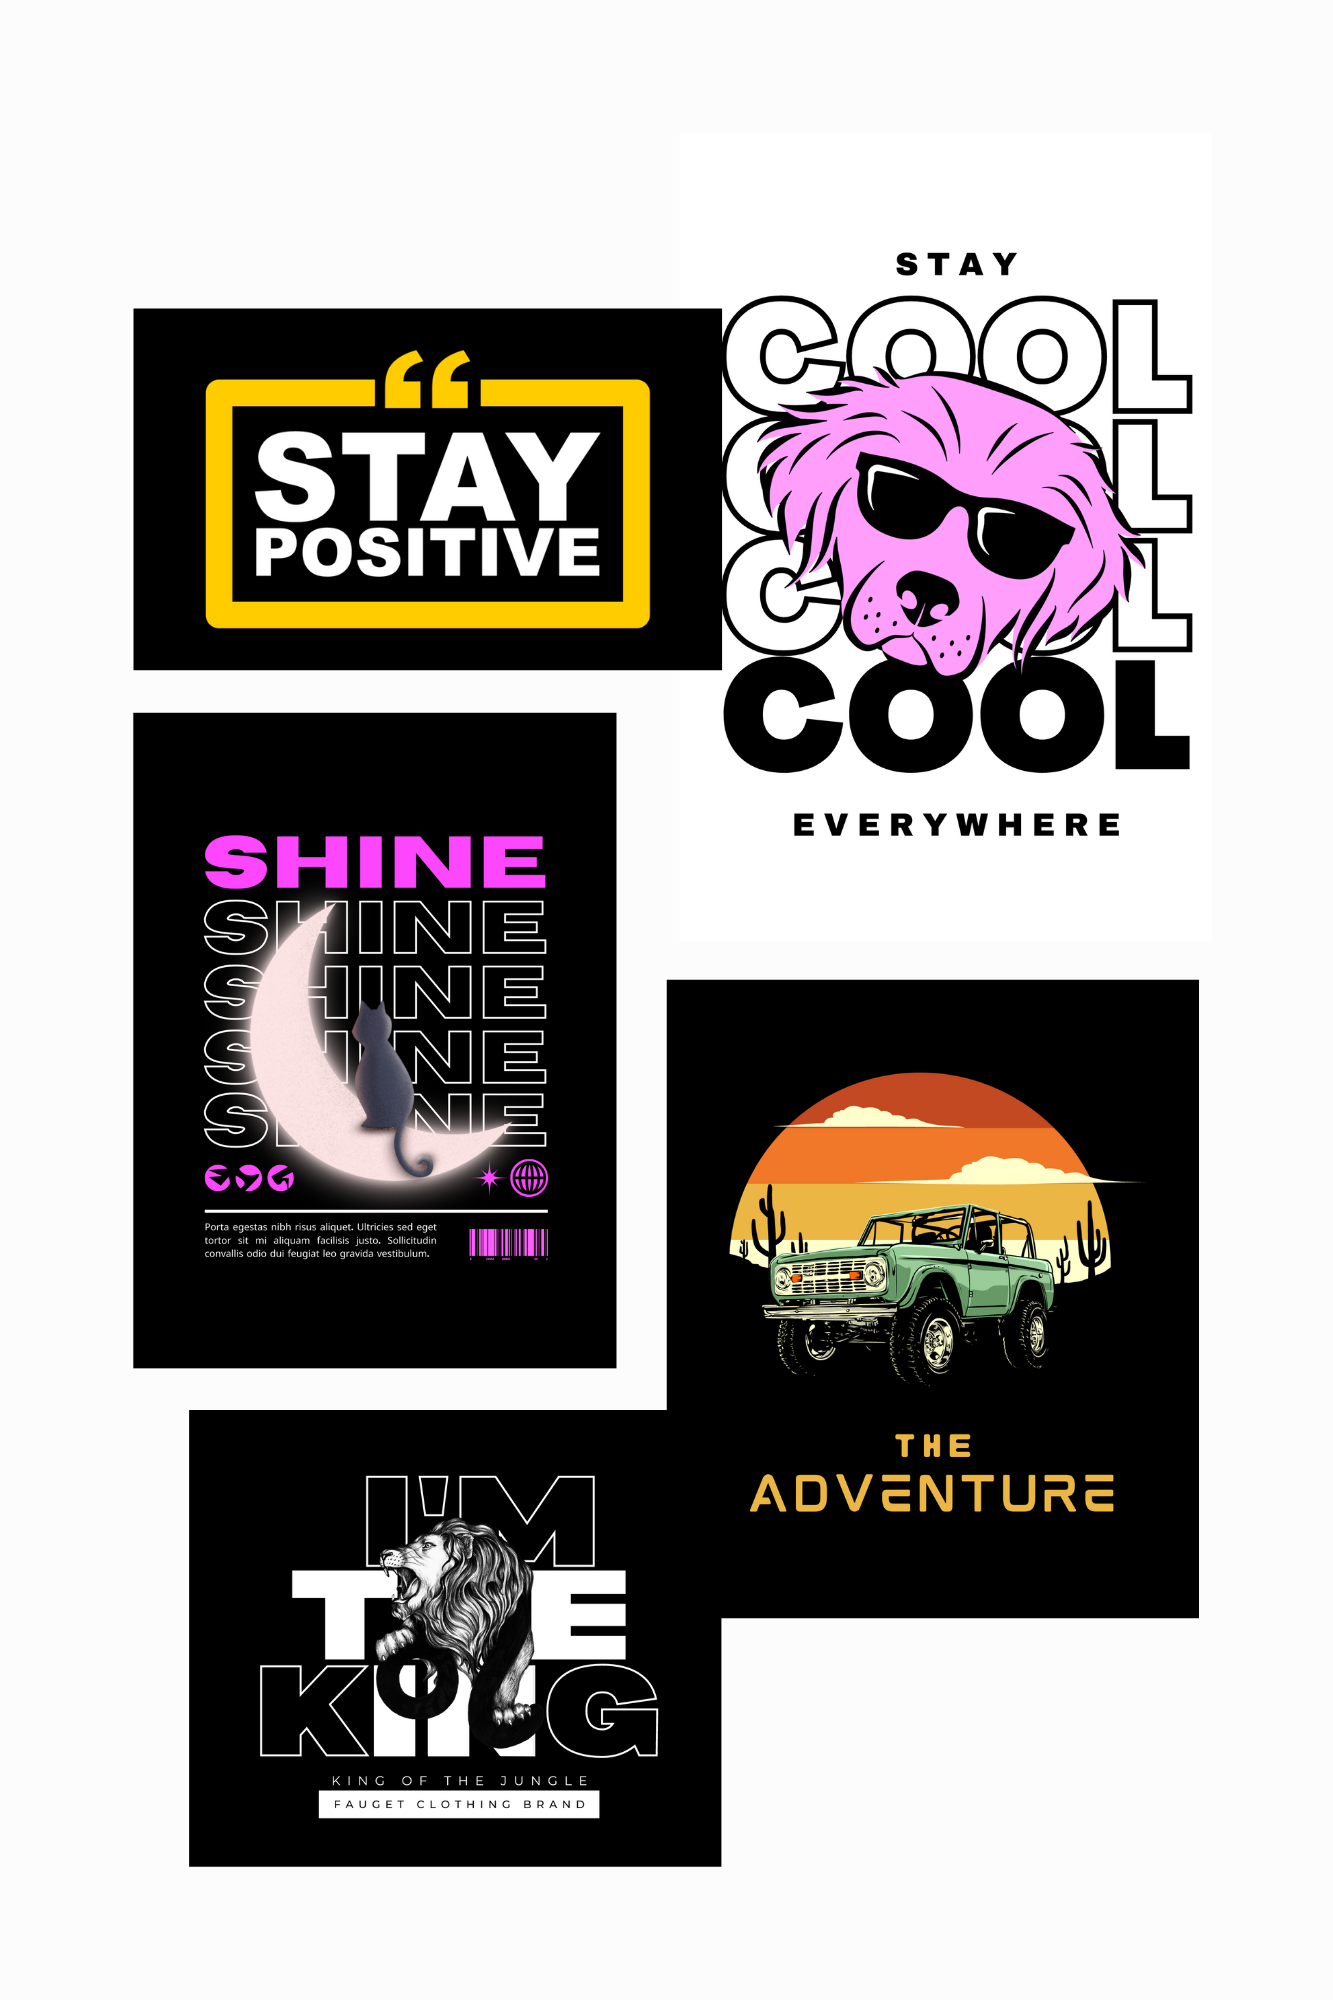 STAY
POSITIVE
STAY
COOL
COOL
COOL
COOL
EVERYWHERE
SHINE
SHINE
SHINE
SHINE
SHINE
Porta egestas nibh risus aliquet. Ultricies sed eget
tortor sit mi aliquam facilisis justo. Sollicitudin
convallis odio dui feugiat leo gravida vestibulum.
THE
ADVENTURE
I'M
THE
KING
KING OF THE JUNGLE
FAUGET CLOTHING BRAND